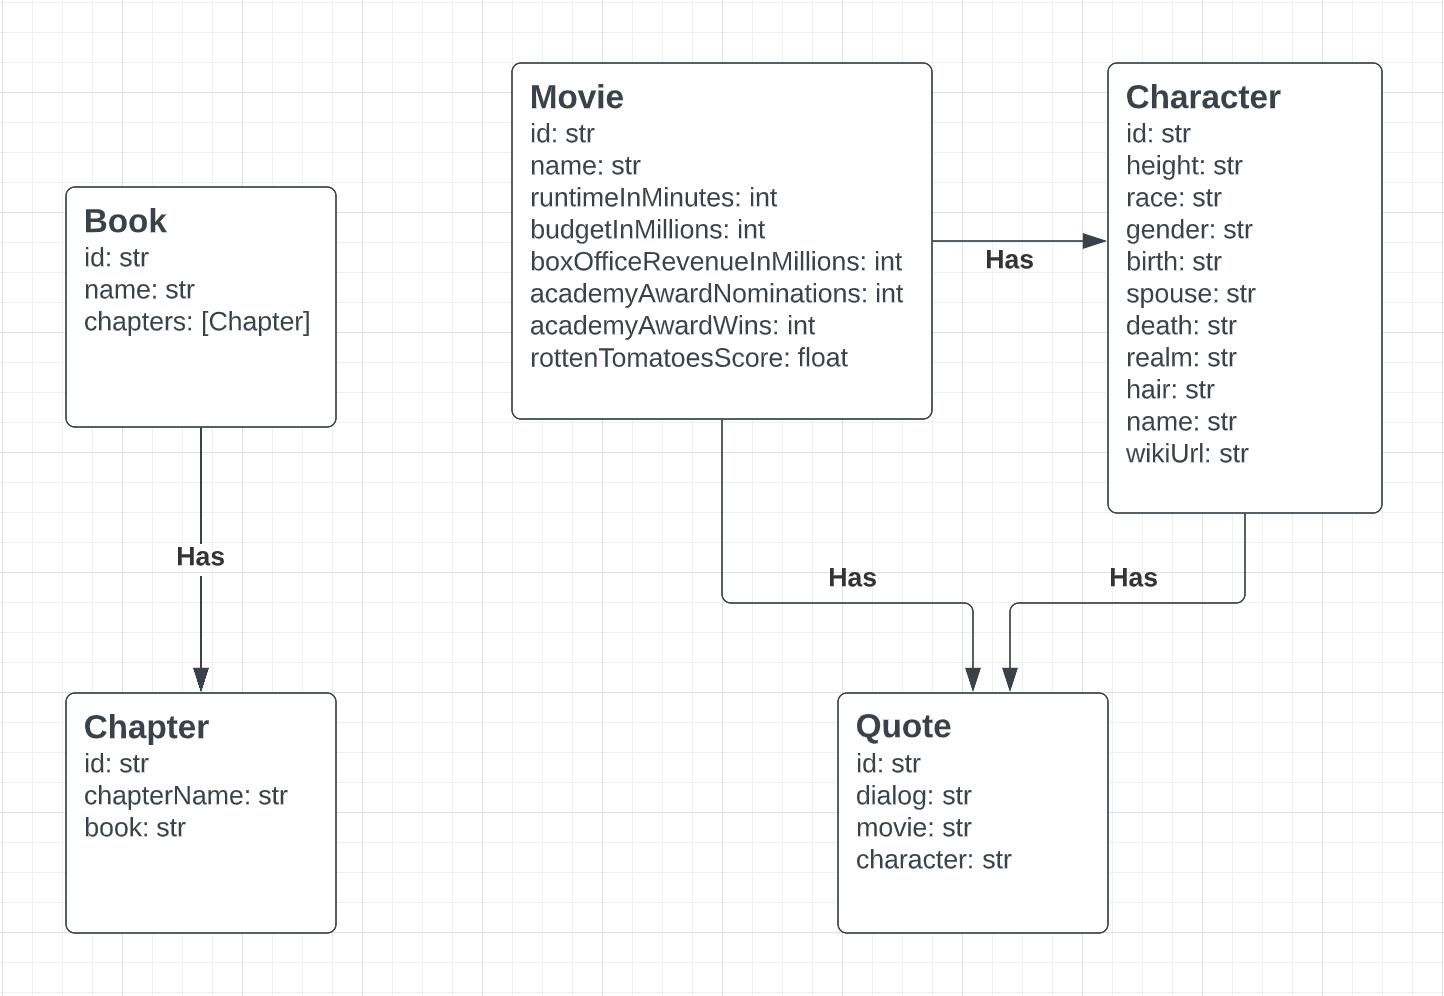 Book
id: str
name: str
chapters: [Chapter]
Has
Chapter
id: str
chapterName: str
book: str
Movie
id: str
name: str
runtimeInMinutes: int
budgetInMillions: int
boxOfficeRevenueInMillions: int
academyAwardNominations: int
academyAwardWins: int
rottenTomatoesScore: float
Has
Character
id: str
height: str
race: str
gender: str
birth: str
spouse: str
death: str
realm: str
hair: str
name: str
wikiUrl: str
Has
Has
Quote
id: str
dialog: str
movie: str
character: str